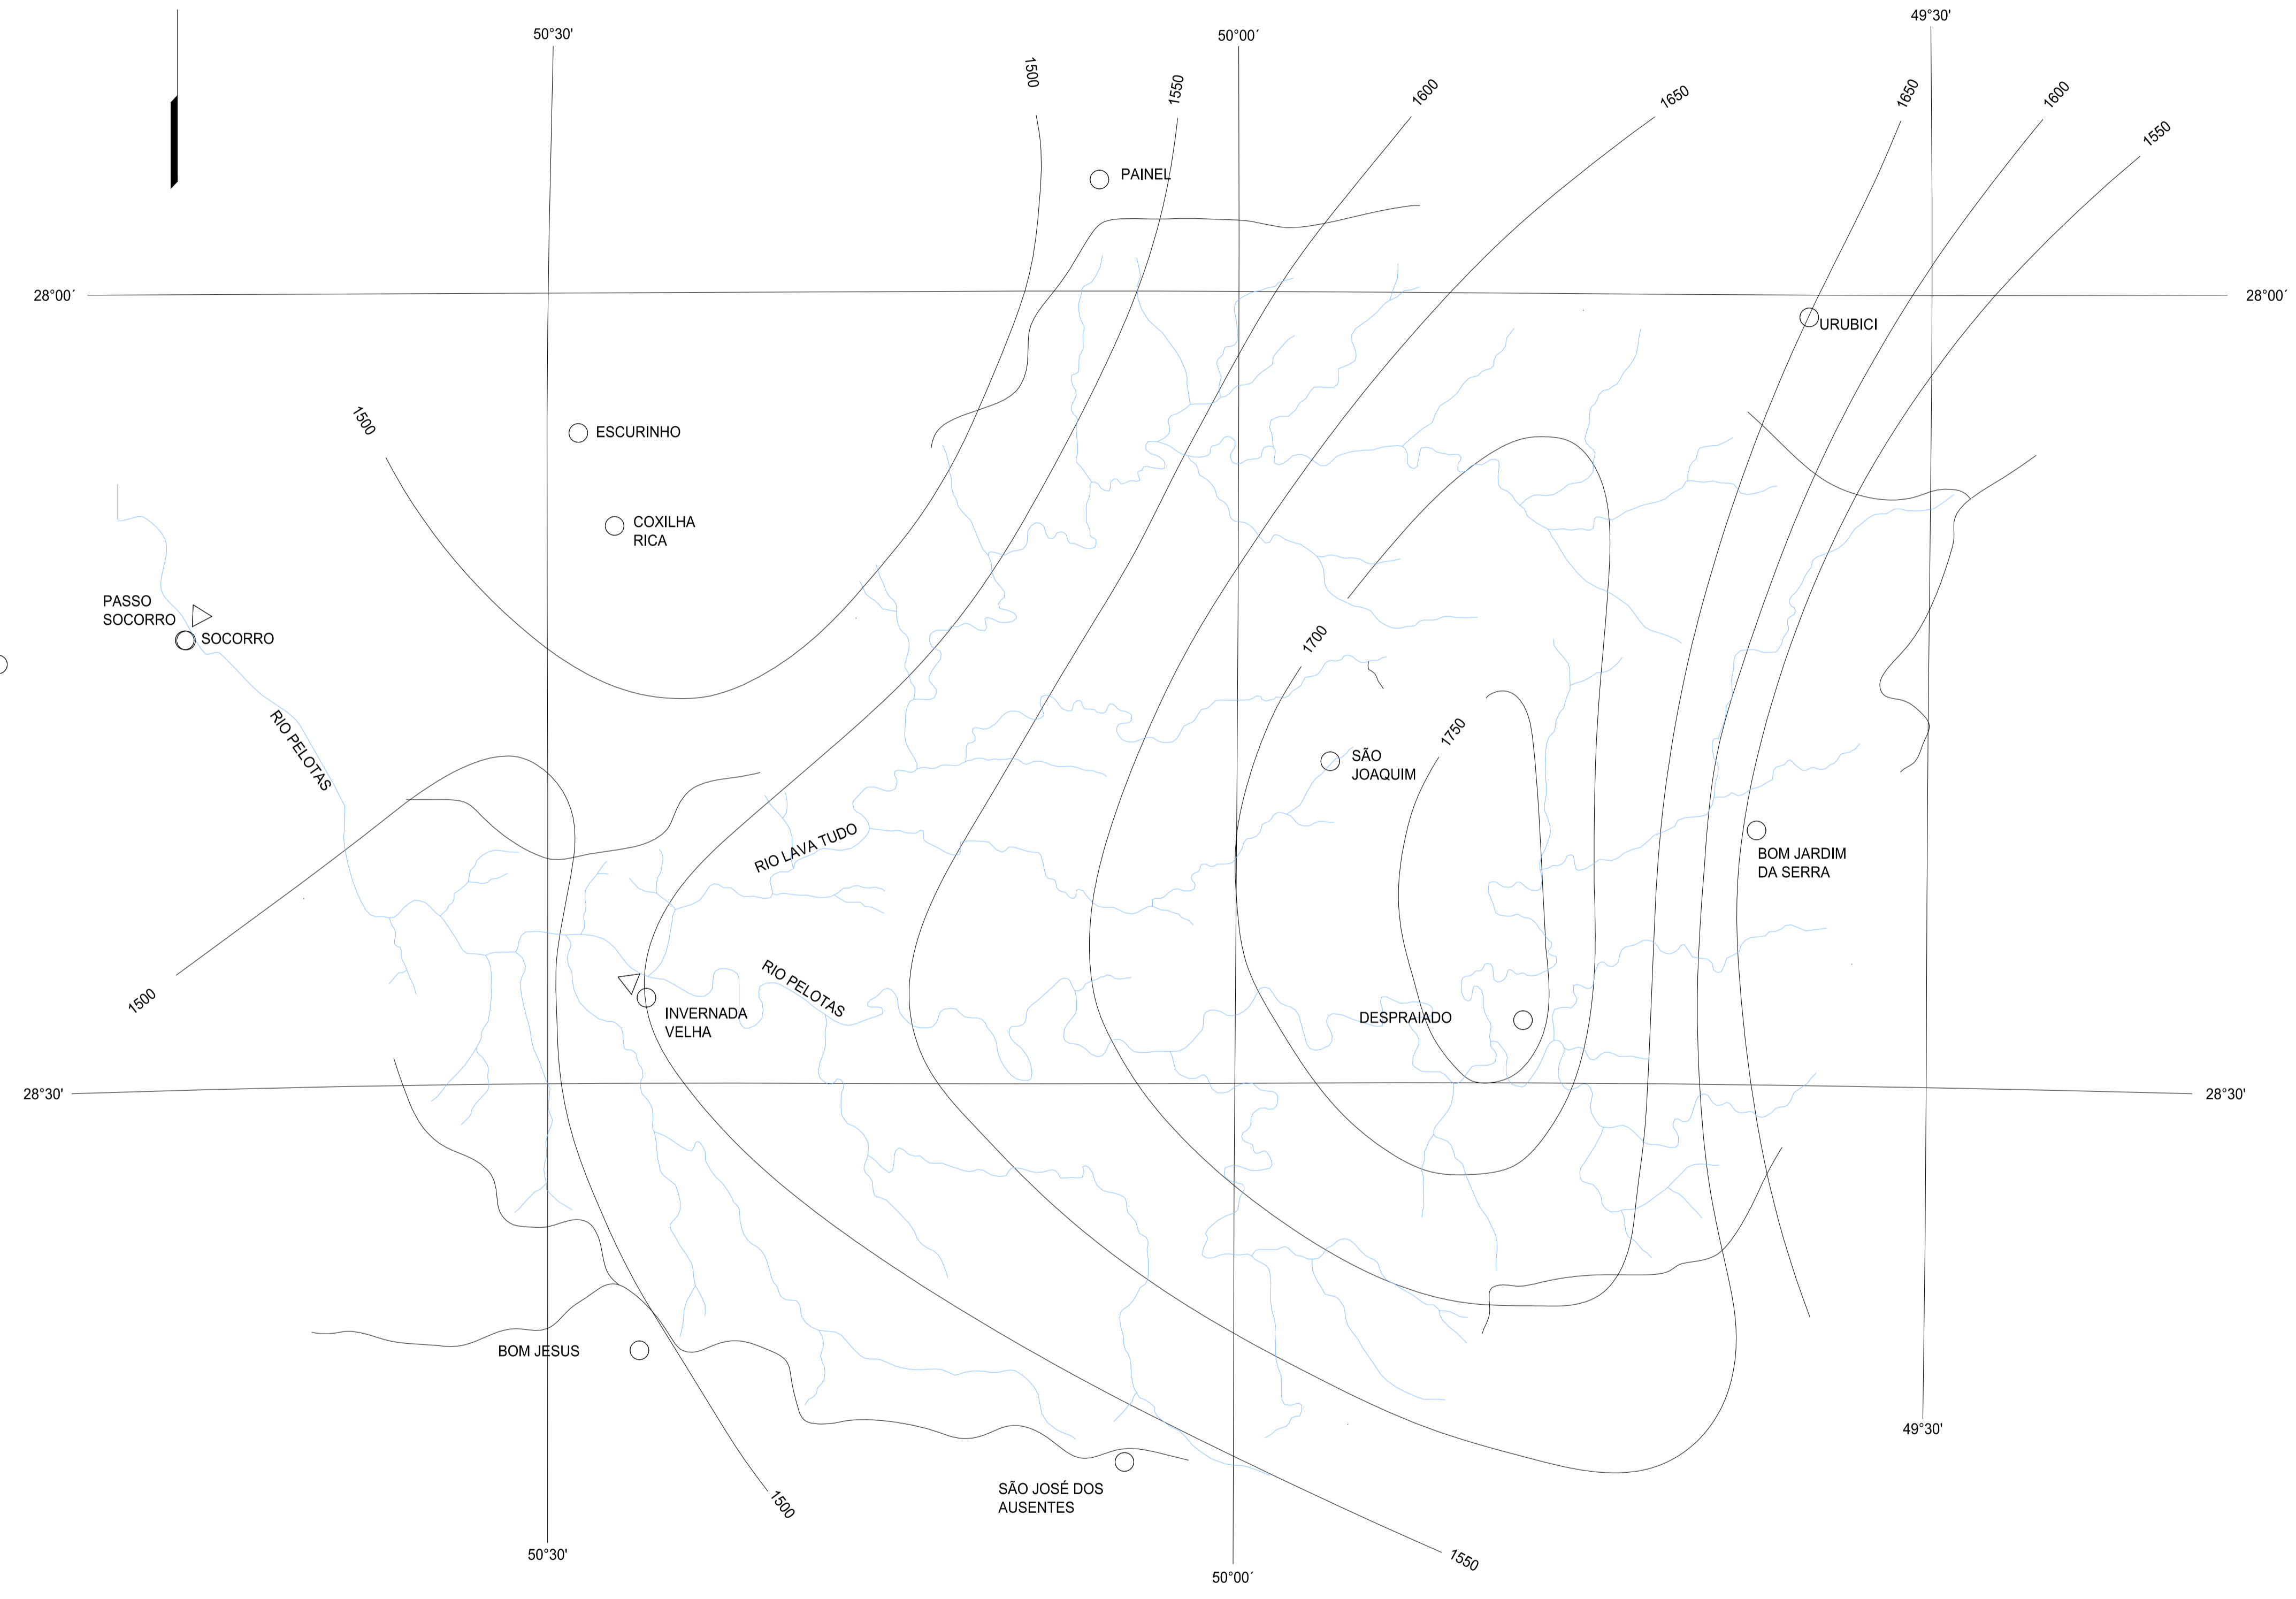 49°30'
50°30'
50°00´
1500
1550
1600
1650
1650
1600
1550
PAINEL
28°00´
28°00´
URUBICI
1500
ESCURINHO
COXILHA
RICA
PASSO
SOCORRO
SOCORRO
1700
RIO PELOTAS
1750
SÃO
JOAQUIM
RIO LAVA TUDO
BOM JARDIM
DA SERRA
RIO PELOTAS
1500
INVERNADA
VELHA
DESPRAIADO
28°30'
28°30'
BOM JESUS
49°30'
SÃO JOSÉ DOS
AUSENTES
1500
50°30'
1550
50°00´